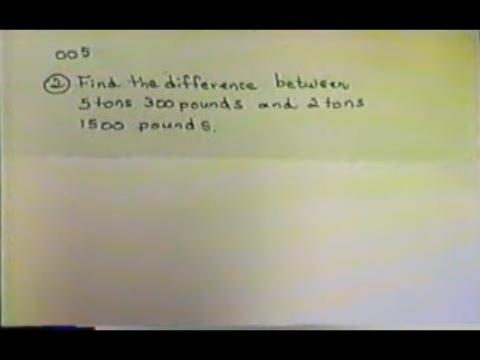 005
② Find the difference between
5 tons 300 pounds and 2 tons
1500 pounds.